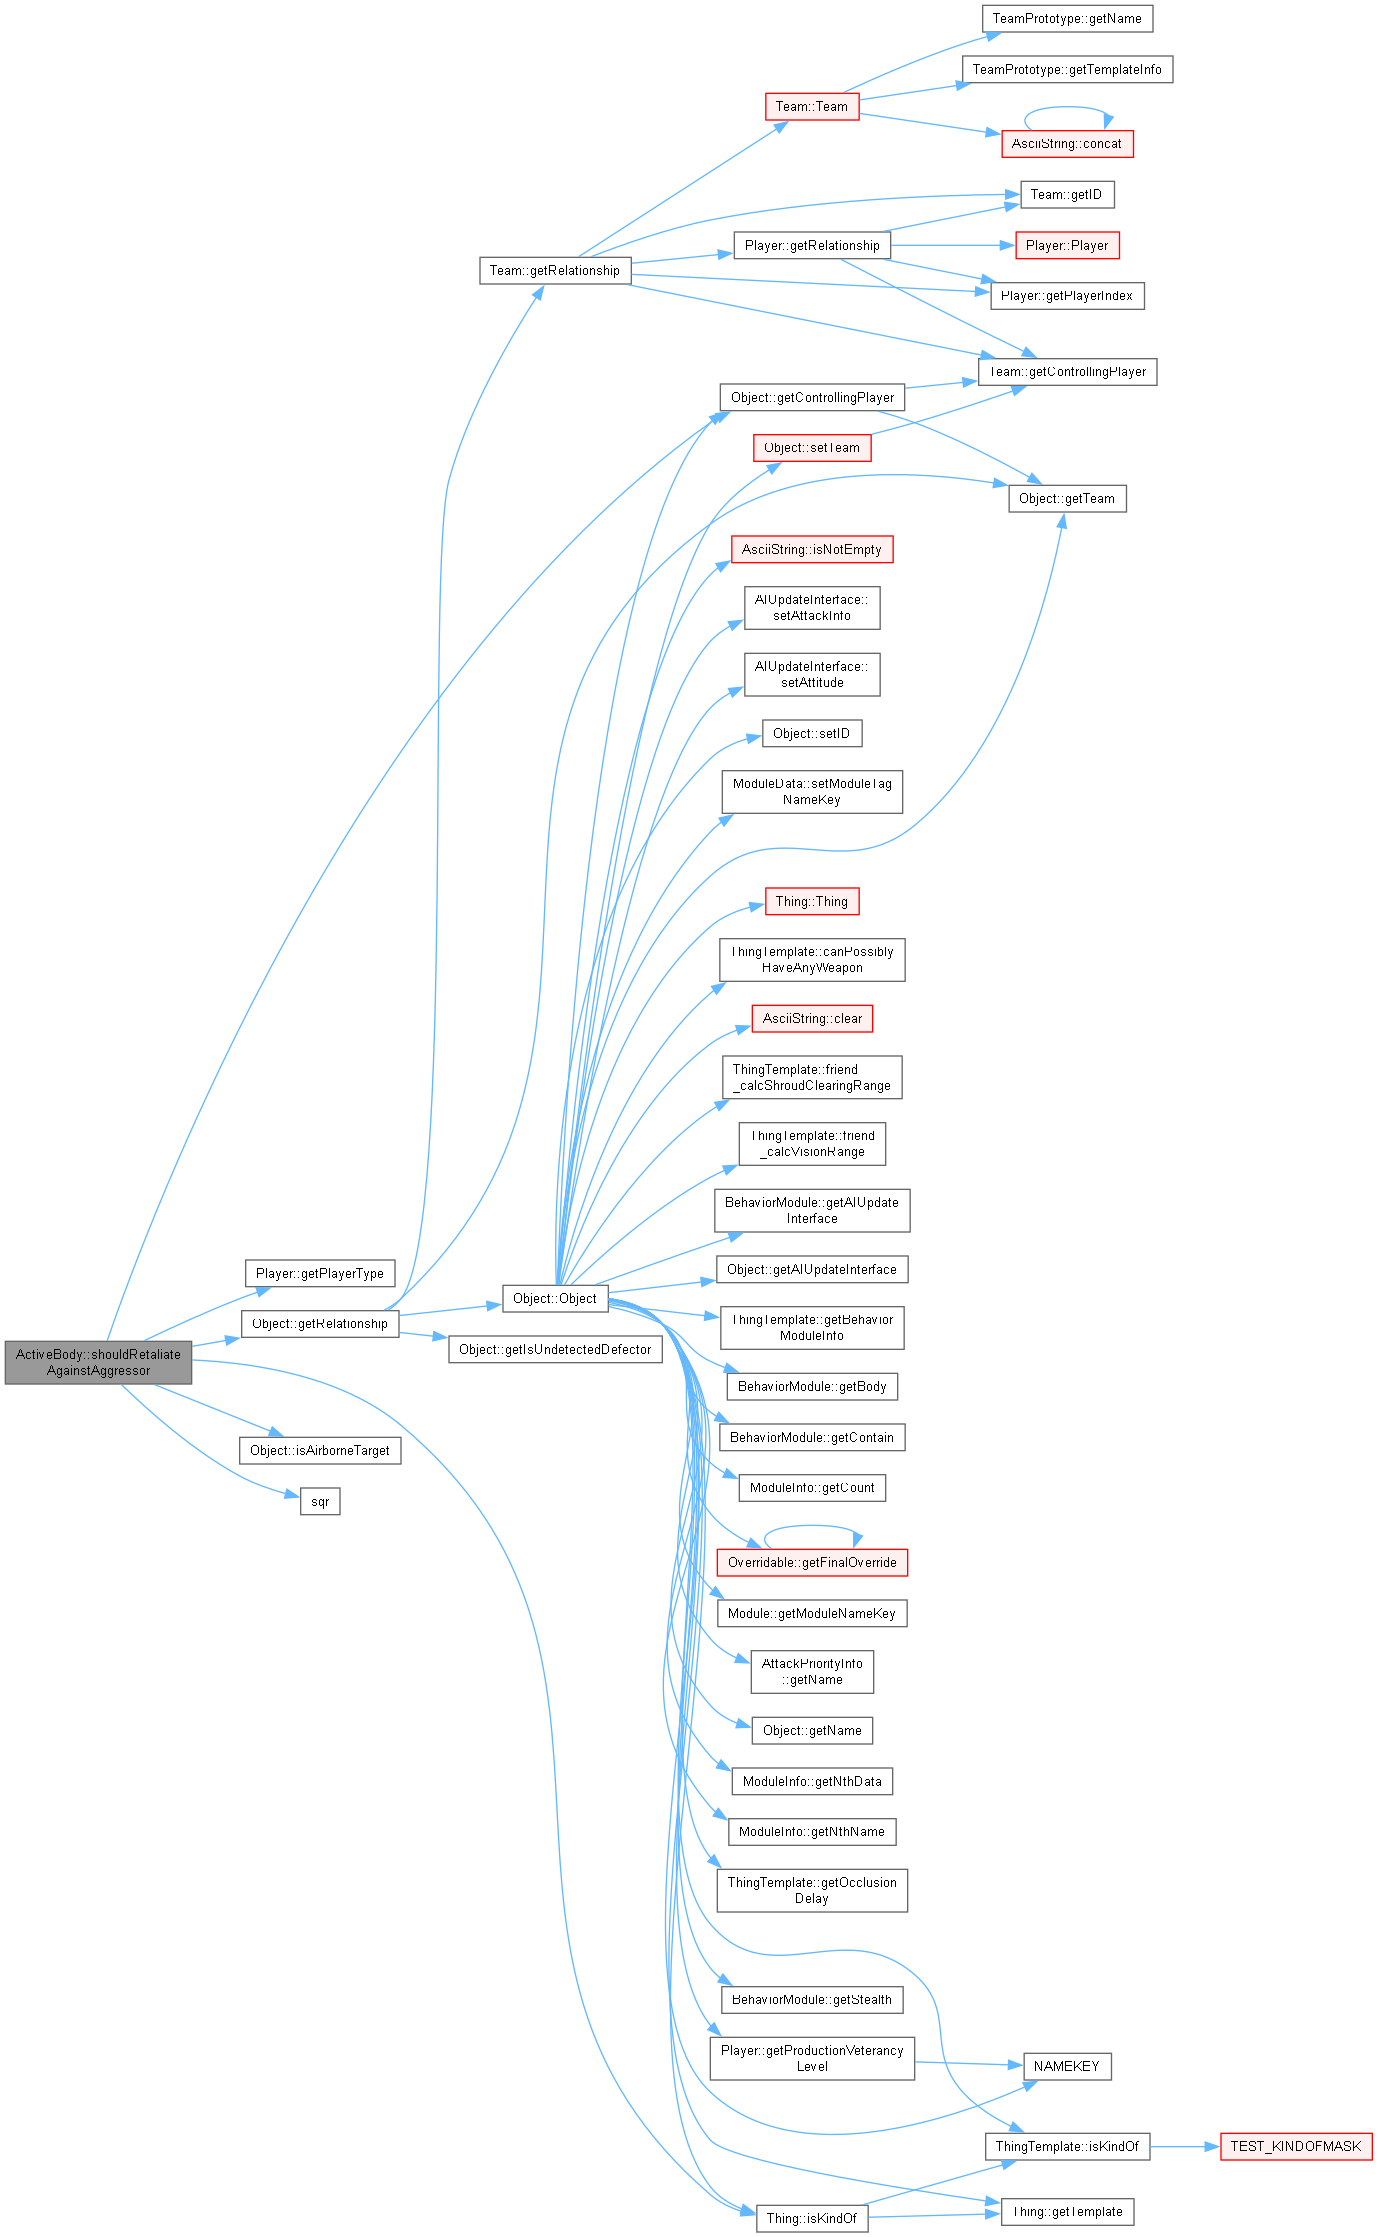 TeamPrototype::getName
TeamPrototype::getTemplateInfo
Team::Team
AsciiString::concat
Team::getID
Player::getRelationship
Player::Player
Team::getRelationship
Player::getPlayerIndex
Team::getControllingPlayer
Object::getControllingPlayer
Object::setTeam
Object::getTeam
AsciiString::isNotEmpty
AIUpdateInterface::
setAttackInfo
AIUpdateInterface::
setAttitude
Object::setID
ModuleData::setModuleTag
NameKey
Thing::Thing
ThingTemplate::canPossibly
HaveAnyWeapon
AsciiString::clear
ThingTemplate::friend
_calcShroudClearingRange
ThingTemplate::friend
_calcVisionRange
BehaviorModule::getAIUpdate
Interface
Player::getPlayerType
Object::getAIUpdateInterface
Object::Object
Object::getRelationship
ThingTemplate::getBehavior
ModuleInfo
Object::getIsUndetectedDefector
ActiveBody::shouldRetaliate
AgainstAggressor
BehaviorModule::getBody
BehaviorModule::getContain
Object::isAirborneTarget
ModuleInfo::getCount
sqr
Overridable::getFinalOverride
Module::getModuleNameKey
AttackPriorityInfo
::getName
Object::getName
ModuleInfo::getNthData
ModuleInfo::getNthName
ThingTemplate::getOcclusion
Delay
BehaviorModule::getStealth
Player::getProductionVeterancy
Level
NAMEKEY
ThingTemplate::isKindOf
TEST_KINDOFMASK
Thing::isKindOf
Thing::getTemplate